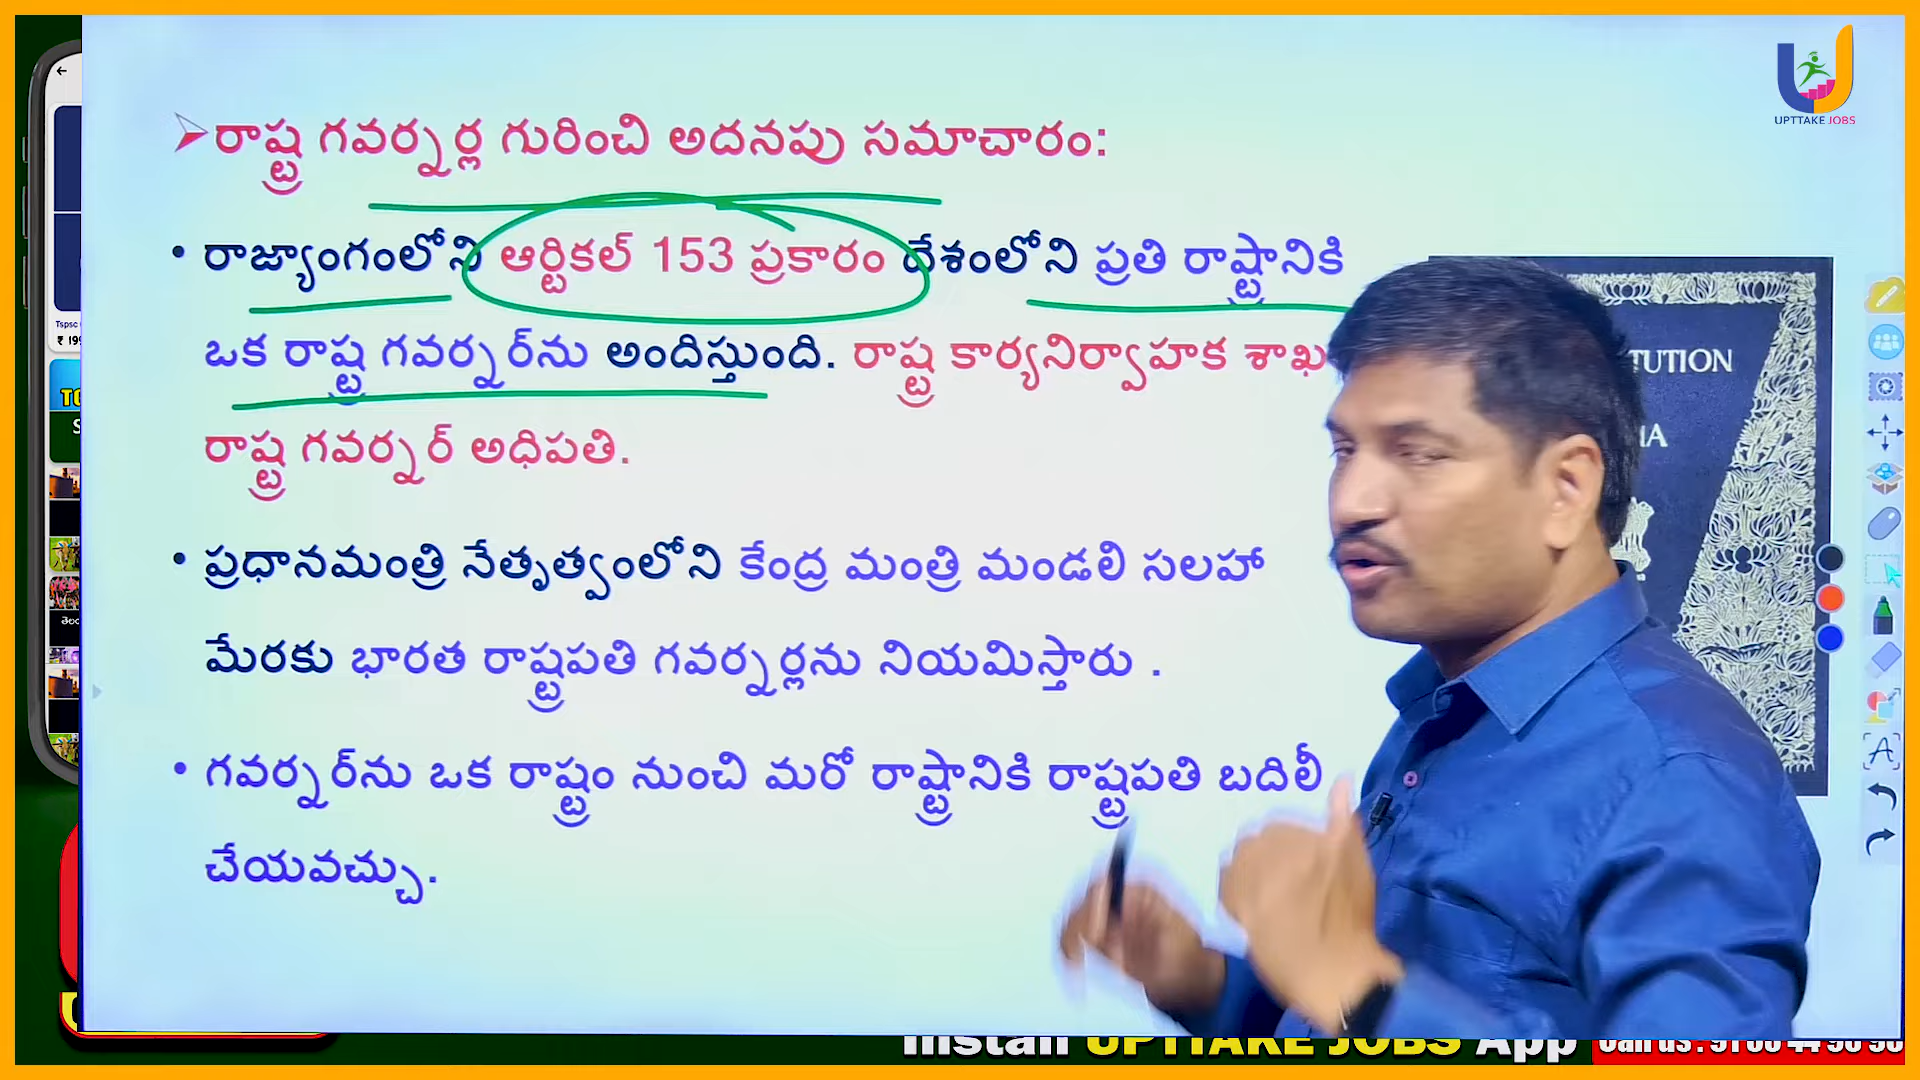 UPTTAKE JOBS
రాష్ట్ర గవర్నర్ల గురించి అదనపు సమాచారం:
• రాజ్యాంగంలోని ఆర్టికల్ 153 ప్రకారం దేశంలోని ప్రతి రాష్ట్రానికి
ఒక రాష్ట్ర గవర్నర్‌ను అందిస్తుంది. రాష్ట్ర కార్యనిర్వాహక శాఖ
రాష్ట్ర గవర్నర్ అధిపతి.
• ప్రధానమంత్రి నేతృత్వంలోని కేంద్ర మంత్రి మండలి సలహా
మేరకు భారత రాష్ట్రపతి గవర్నర్లను నియమిస్తారు .
• గవర్నర్‌ను ఒక రాష్ట్రం నుంచి మరో రాష్ట్రానికి రాష్ట్రపతి బదిలీ
చేయవచ్చు.
Tspsc
₹ 199
Install UPTTAKE JOBS App